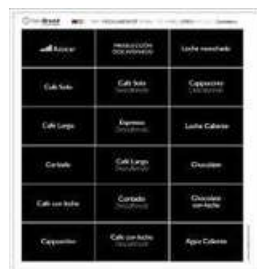 Azúcar
PRESELECCIÓN
DESCAFEINADO
Leche manchada
Café Solo
Café Solo
Descafeinado
Cappuccino
Descafeinado
Café Largo
Espresso
Descafeinado
Leche Caliente
Cortado
Café Largo
Descafeinado
Chocolate
Café con leche
Cortado
Descafeinado
Chocolate
con leche
Cappuccino
Café con leche
Descafeinado
Agua Caliente